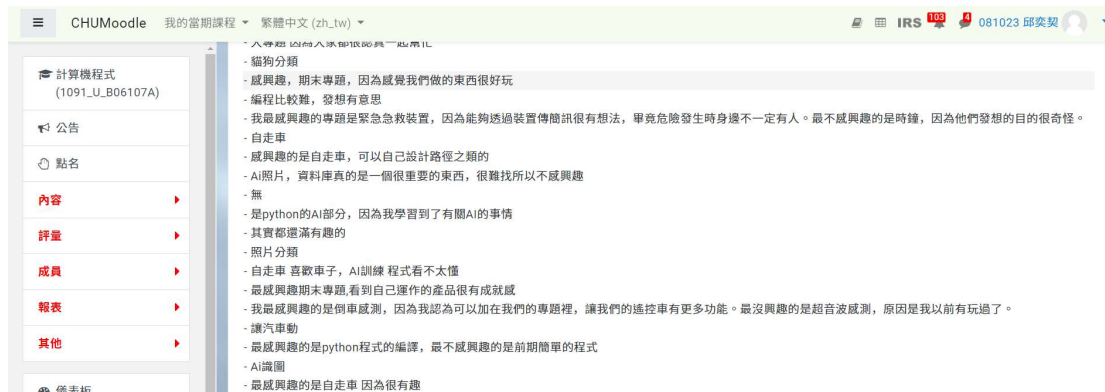 CHUMoodle 我的當期課程 繁體中文 (zh_tw) IRS 103 4 081023 邱奕契
計算機程式
(1091_U_B06107A)
公告
點名
內容
評量
成員
報表
其他
儀表板
- 大專題 因為大家都很認真一起幫忙
- 貓狗分類
- 感興趣，期末專題，因為感覺我們做的東西很好玩
- 編程比較難，發想有意思
- 我最感興趣的專題是緊急急救裝置，因為能夠透過裝置傳簡訊很有想法，畢竟危險發生時身邊不一定有人。最不感興趣的是時鐘，因為他們發想的目的很奇怪。
- 自走車
- 感興趣的是自走車，可以自己設計路徑之類的
- Ai照片，資料庫真的是一個很重要的東西，很難找所以不感興趣
- 無
- 是python的AI部分，因為我學習到了有關AI的事情
- 其實都還滿有趣的
- 照片分類
- 自走車 喜歡車子，AI訓練 程式看不太懂
- 最感興趣期末專題,看到自己運作的產品很有成就感
- 我最感興趣的是倒車感測，因為我認為可以加在我們的專題裡，讓我們的遙控車有更多功能。最沒興趣的是超音波感測，原因是我以前有玩過了。
- 讓汽車動
- 最感興趣的是python程式的編譯，最不感興趣的是前期簡單的程式
- Ai識圖
- 最感興趣的是自走車 因為很有趣